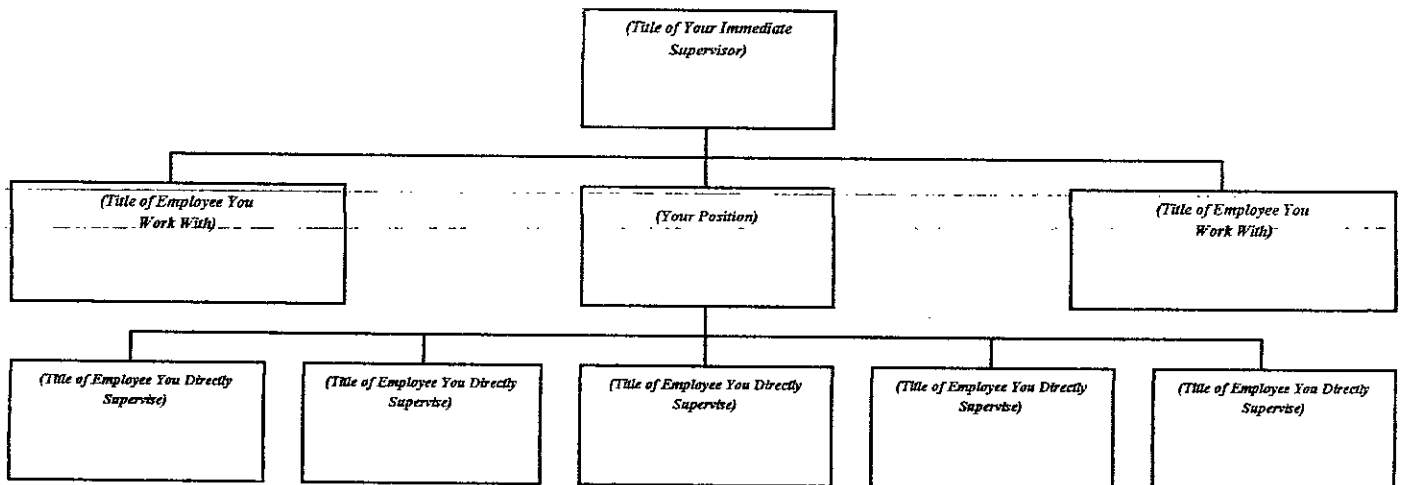 (Title of Your Immediate
Supervisor)
(Title of Employee You
Work With)
(Your Position)
(Title of Employee You
Work With)
(Title of Employee You Directly
Supervise)
(Title of Employee You Directly
Supervise)
(Title of Employee You Directly
Supervise)
(Title of Employee You Directly
Supervise)
(Title of Employee You Directly
Supervise)